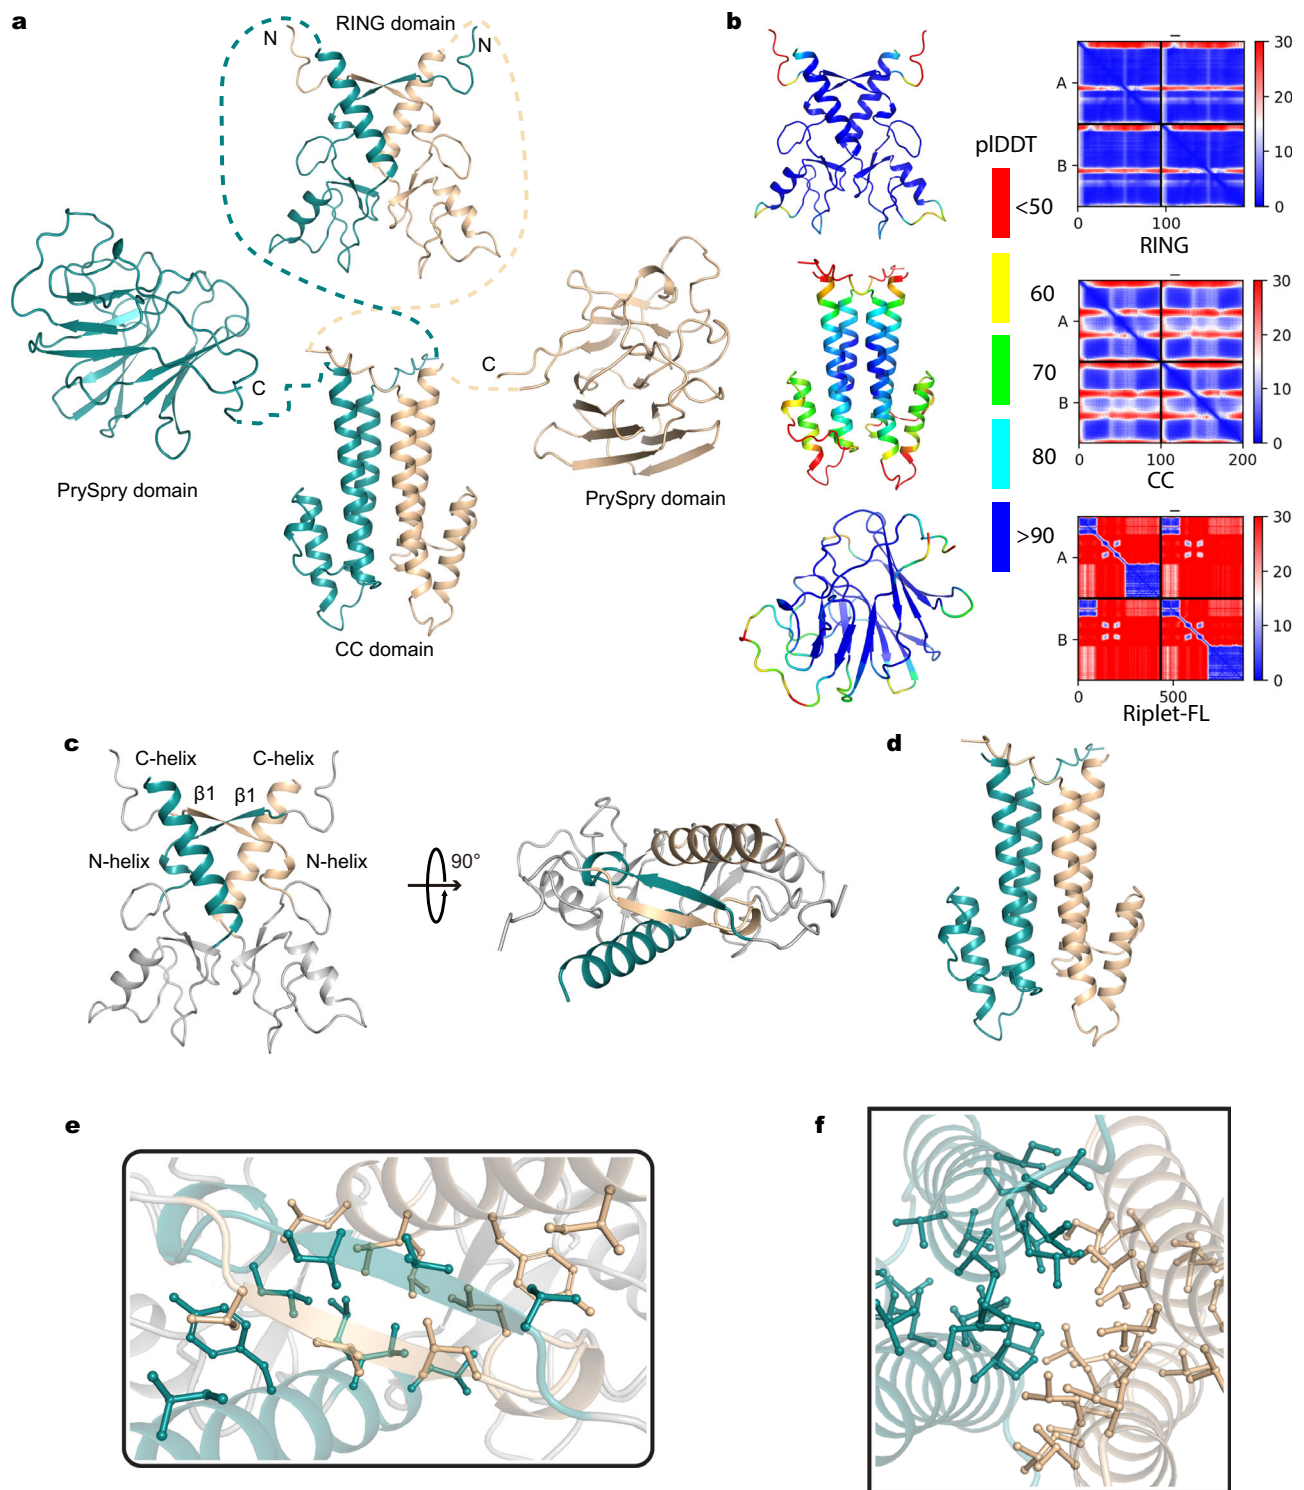 a
RING domain
N
N
C
C
PrySpry domain
PrySpry domain
CC domain
b
plDDT
<50
60
70
80
>90
A
B
0
100
RING
30
20
10
0
A
B
0
100
200
CC
30
20
10
0
A
B
0
500
Riplet-FL
30
20
10
0
c
C-helix
C-helix
β1
β1
N-helix
N-helix
90°
d
e
f